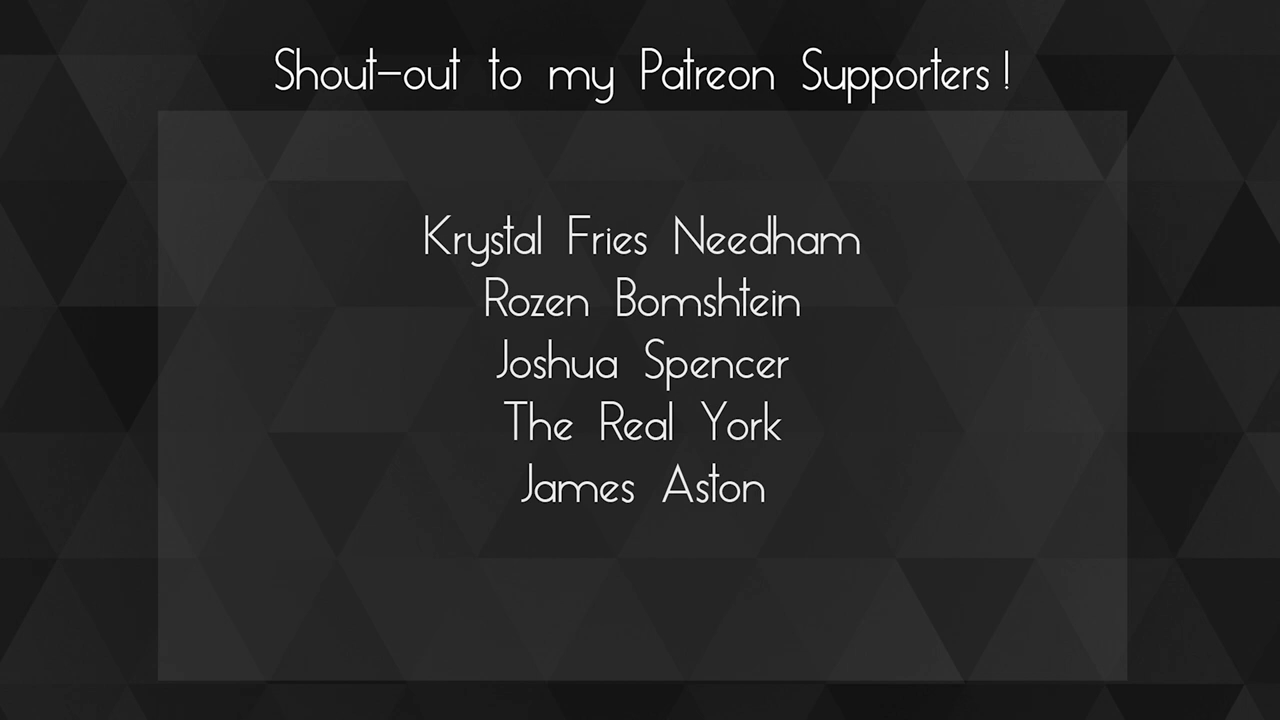 Shout-out to my Patreon Supporters!
Krystal Fries Needham
Rozen Bomshtein
Joshua Spencer
The Real York
James Aston